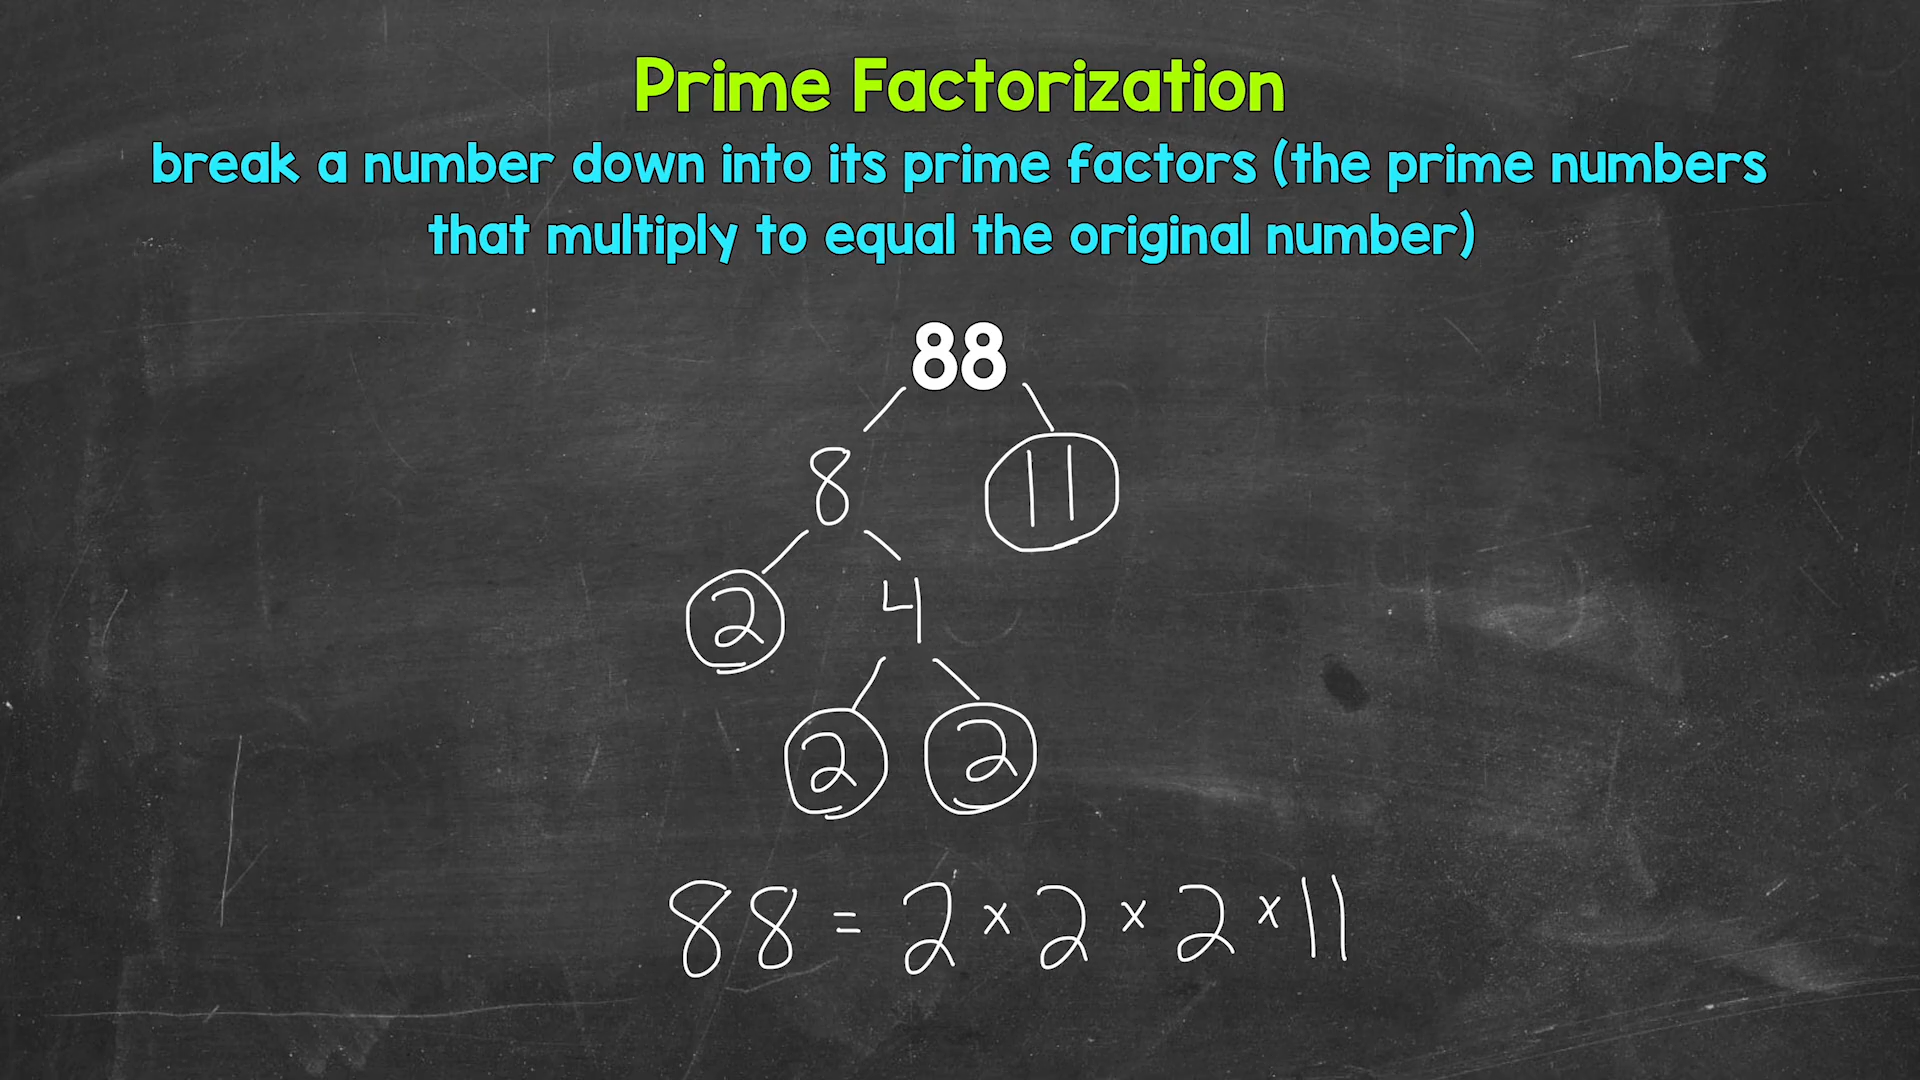 Prime Factorization
break a number down into its prime factors (the prime numbers
that multiply to equal the original number)
88
8 11
2 4
2 2
88 = 2 × 2 × 2 × 11